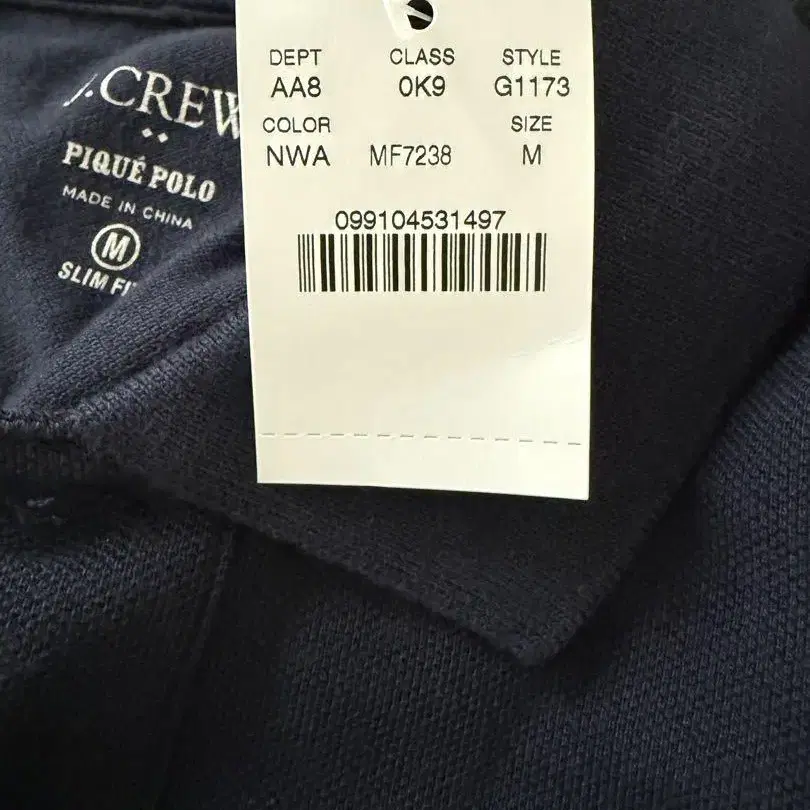 J.CREW
PIQUÉ POLO
MADE IN CHINA
M
SLIM FI
DEPT CLASS STYLE
AA8 0K9 G1173
COLOR SIZE
NWA MF7238 M
099104531497